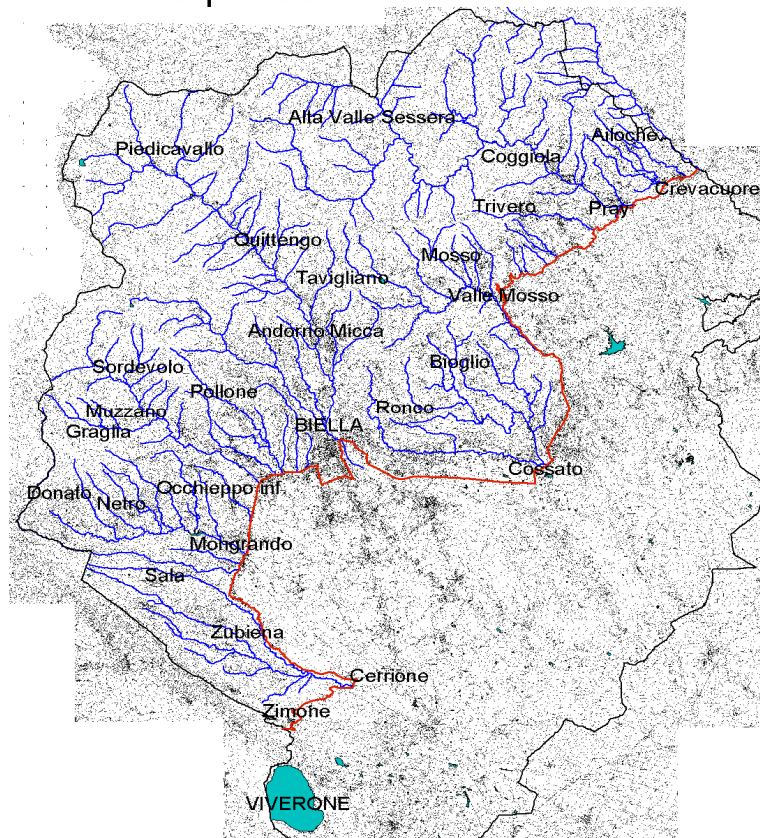 Alta Valle Sessera
Ailoche
Piedicavallo
Coggiola
Crevacuore
Trivero
Pray
Quittengo
Mosso
Tavigliano
Valle Mosso
Andorno Micca
Bioglio
Sordevolo
Pollone
Muzzano
Ronco
BIELLA
Graglia
Cossato
Donato
Occhieppo inf.
Netro
Mongrando
Sala
Zubiena
Cerrione
Zimone
VIVERONE